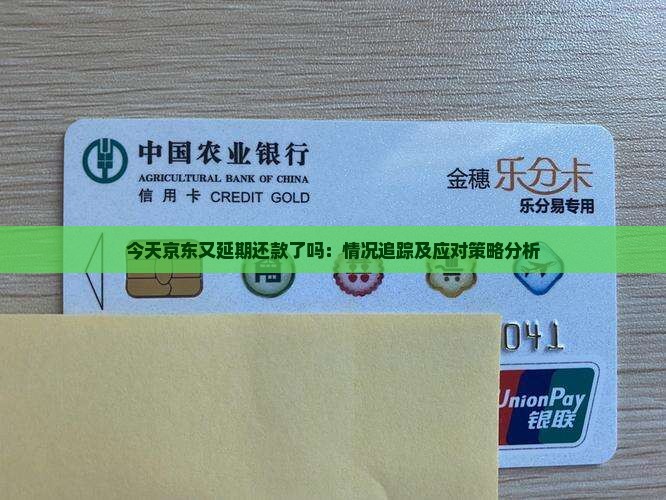 中国农业银行
AGRICULTURAL BANK OF CHINA
信用卡 CREDIT GOLD
金穗 乐分卡
乐分易专用
今天京东又延期还款了吗：情况追踪及应对策略分析
041
UnionPay
银联